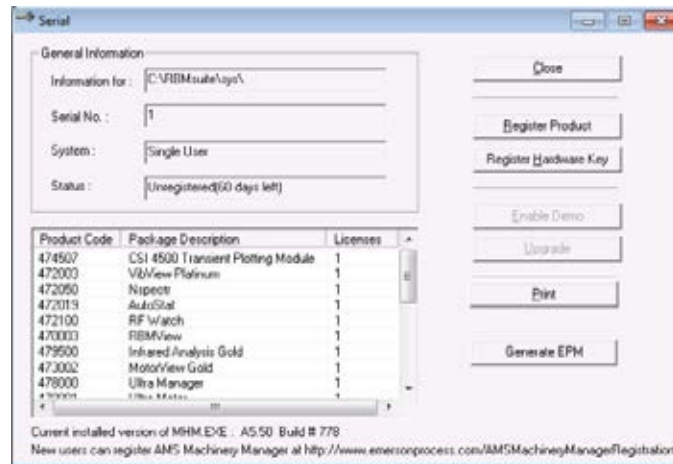 Serial
General Information
Information for : C:\RBMsuite\sys\
Serial No. : 1
System : Single User
Status : Unregistered(60 days left)
Close
Register Product
Register Hardware Key
Enable Demo
Upgrade
Print
Generate EPM
Product Code Package Description Licenses
474507 CSI 4500 Transient Plotting Module 1
472003 VibView Platinum 1
472050 Nspectr 1
472019 AutoStat 1
472100 RF Watch 1
470003 RBMView 1
479500 Infrared Analysis Gold 1
473002 MotorView Gold 1
478000 Ultra Manager 1
Current installed version of MHM.EXE : A5.50 Build # 778
New users can register AMS Machinery Manager at http://www.emersonprocess.com/AMSMachineryManagerRegistration